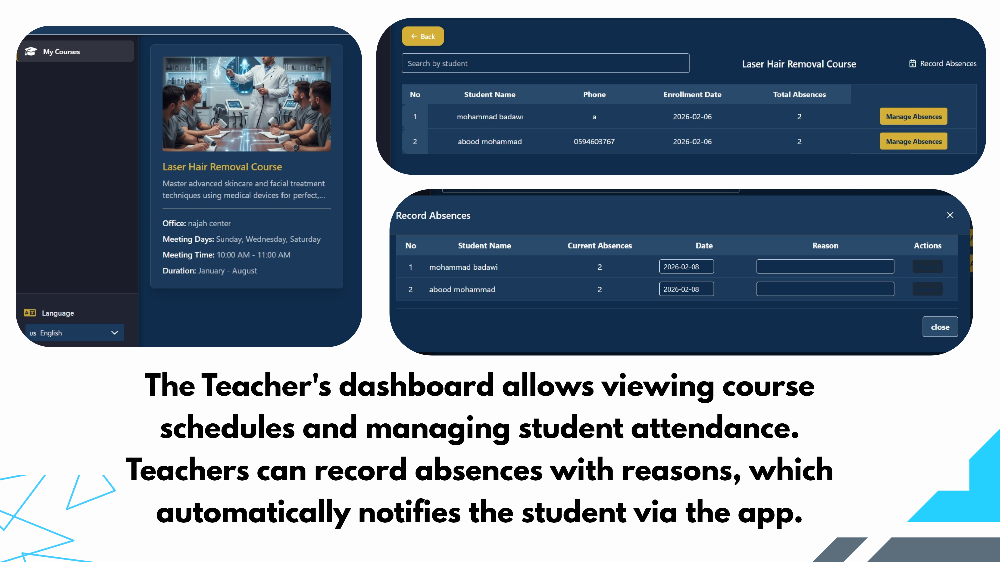 My Courses
Laser Hair Removal Course
Master advanced skincare and facial treatment
techniques using medical devices for perfect,...
Office: najah center
Meeting Days: Sunday, Wednesday, Saturday
Meeting Time: 10:00 AM - 11:00 AM
Duration: January - August
Language
us English
← Back
Search by student
Laser Hair Removal Course
Record Absences
No Student Name Phone Enrollment Date Total Absences
1 mohammad badawi a 2026-02-06 2 Manage Absences
2 abood mohammad 0594603767 2026-02-06 2 Manage Absences
Record Absences
No Student Name Current Absences Date Reason Actions
1 mohammad badawi 2 2026-02-08
2 abood mohammad 2 2026-02-08
close
The Teacher's dashboard allows viewing course
schedules and managing student attendance.
Teachers can record absences with reasons, which
automatically notifies the student via the app.